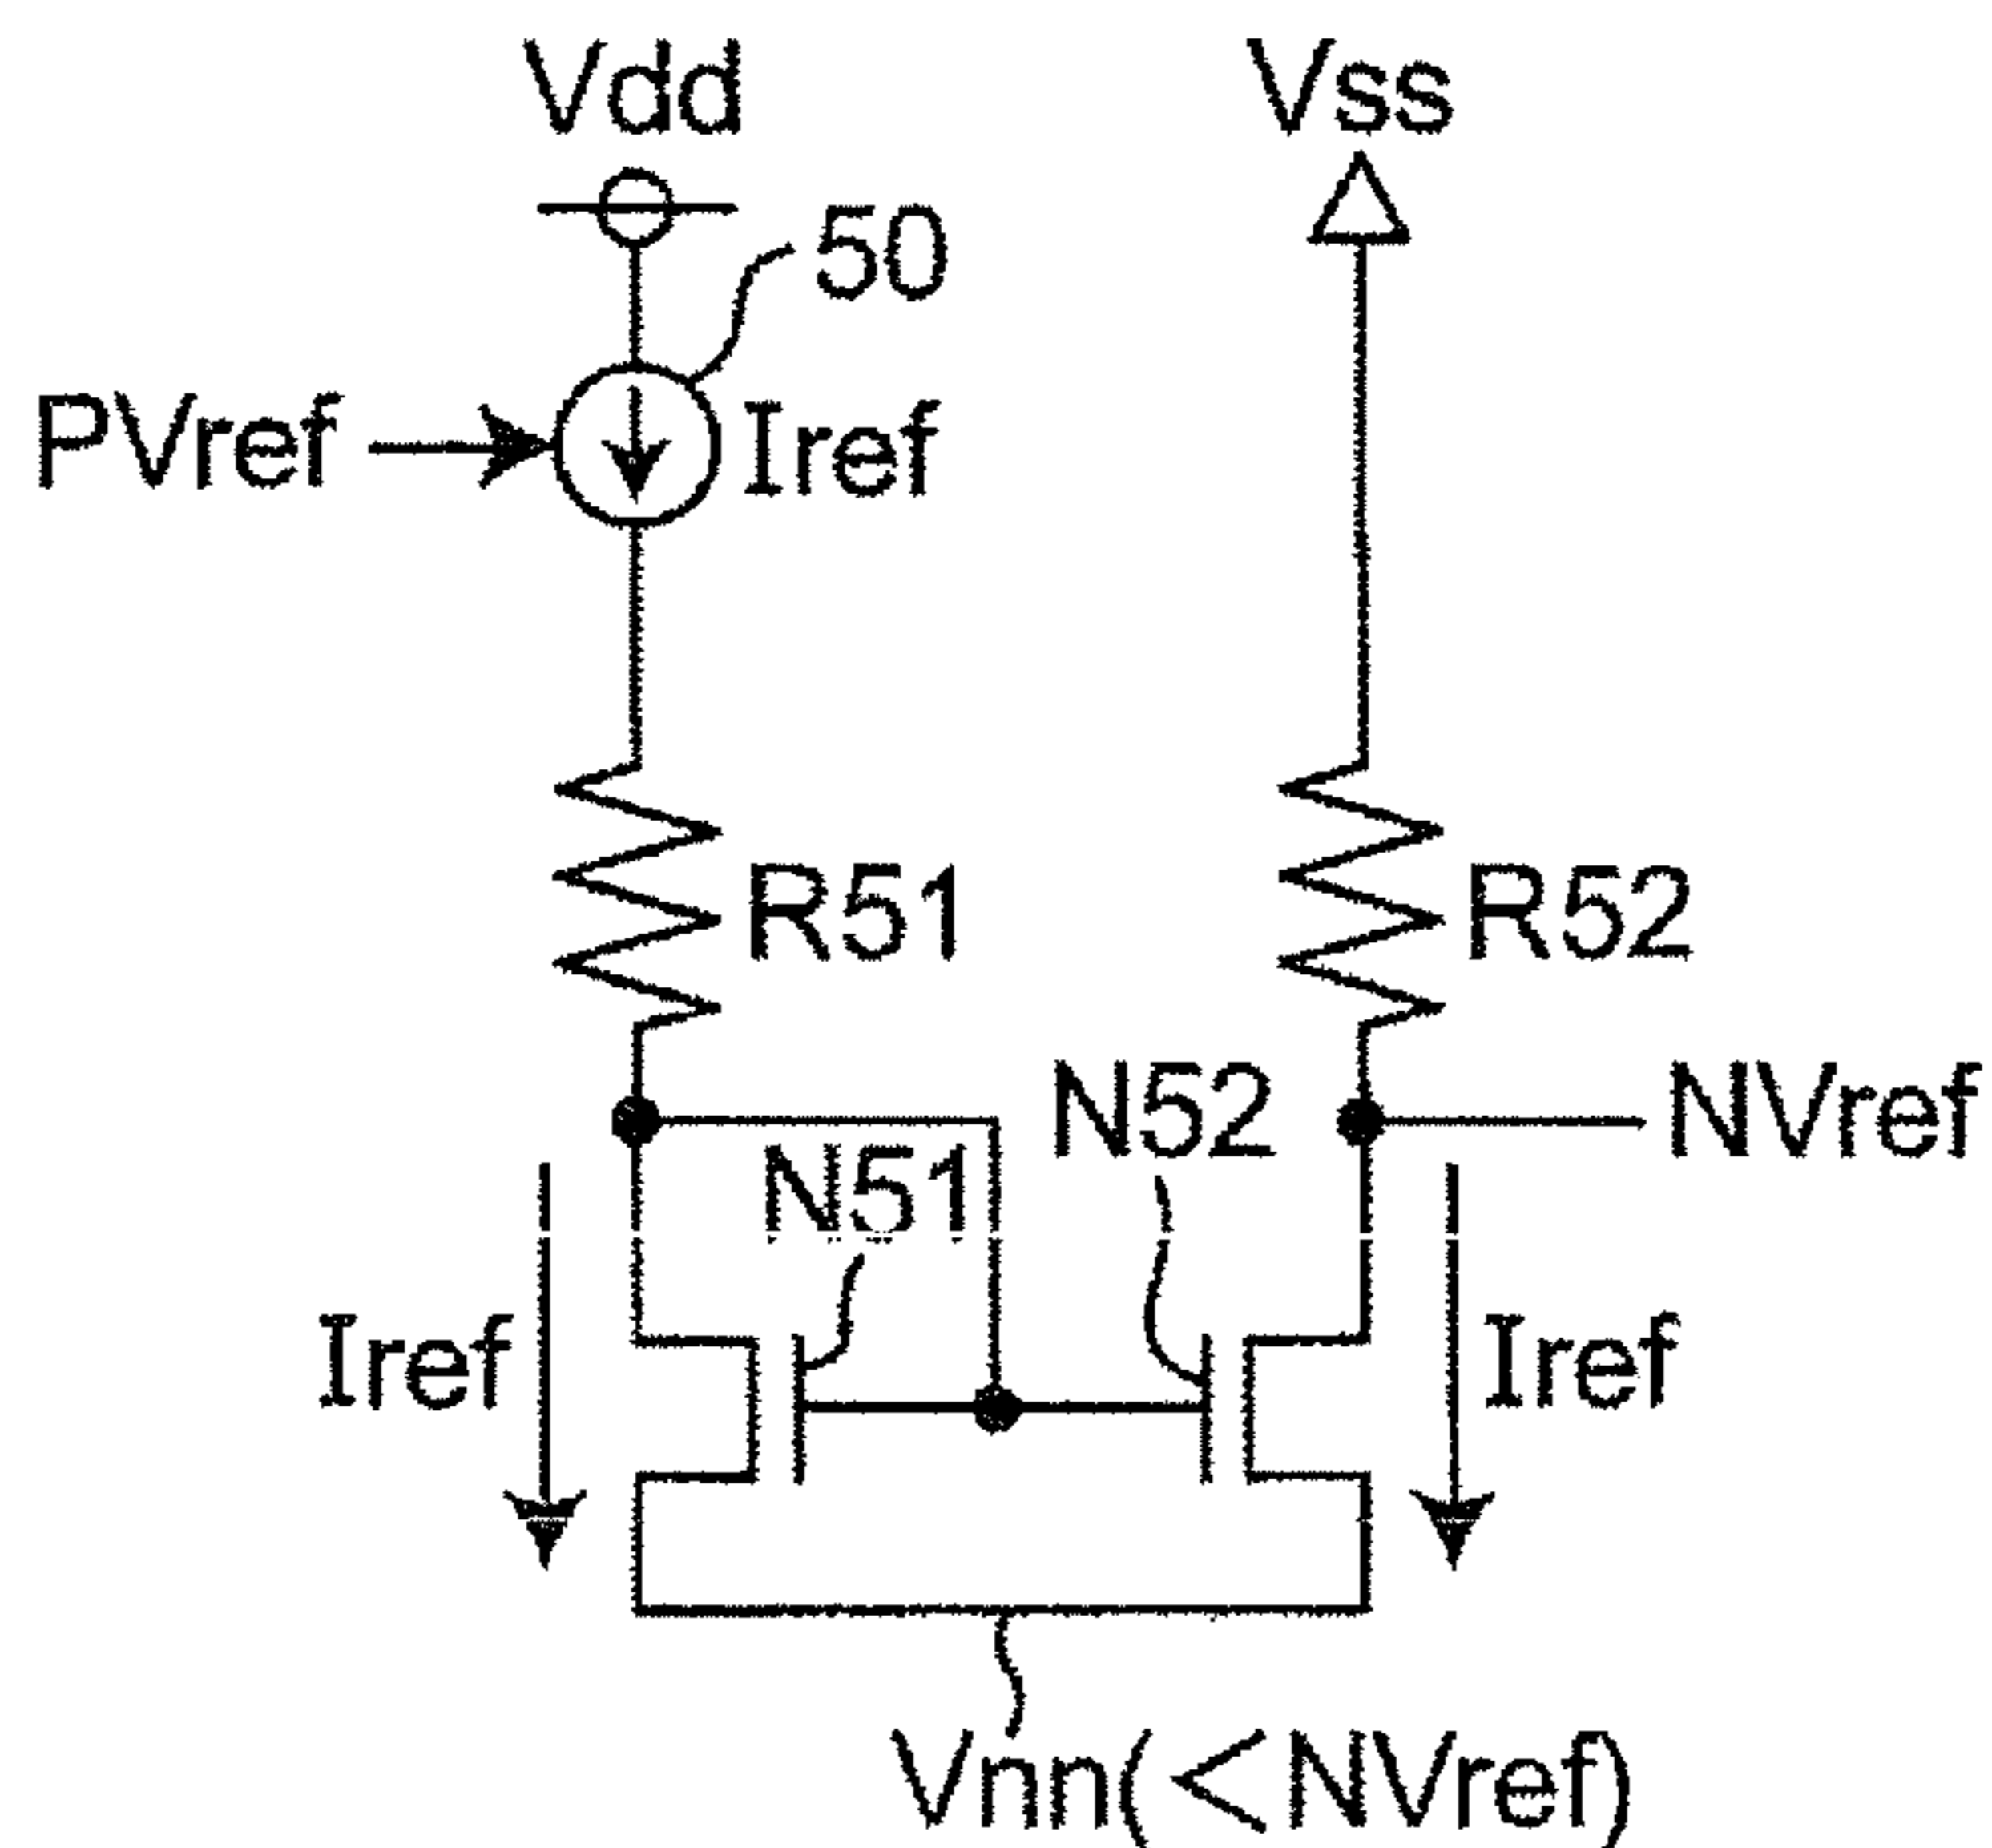 Vdd
Vss
50
PVref
Iref
R51
R52
N51
N52
NVref
Iref
Iref
Vnn(<NVref)